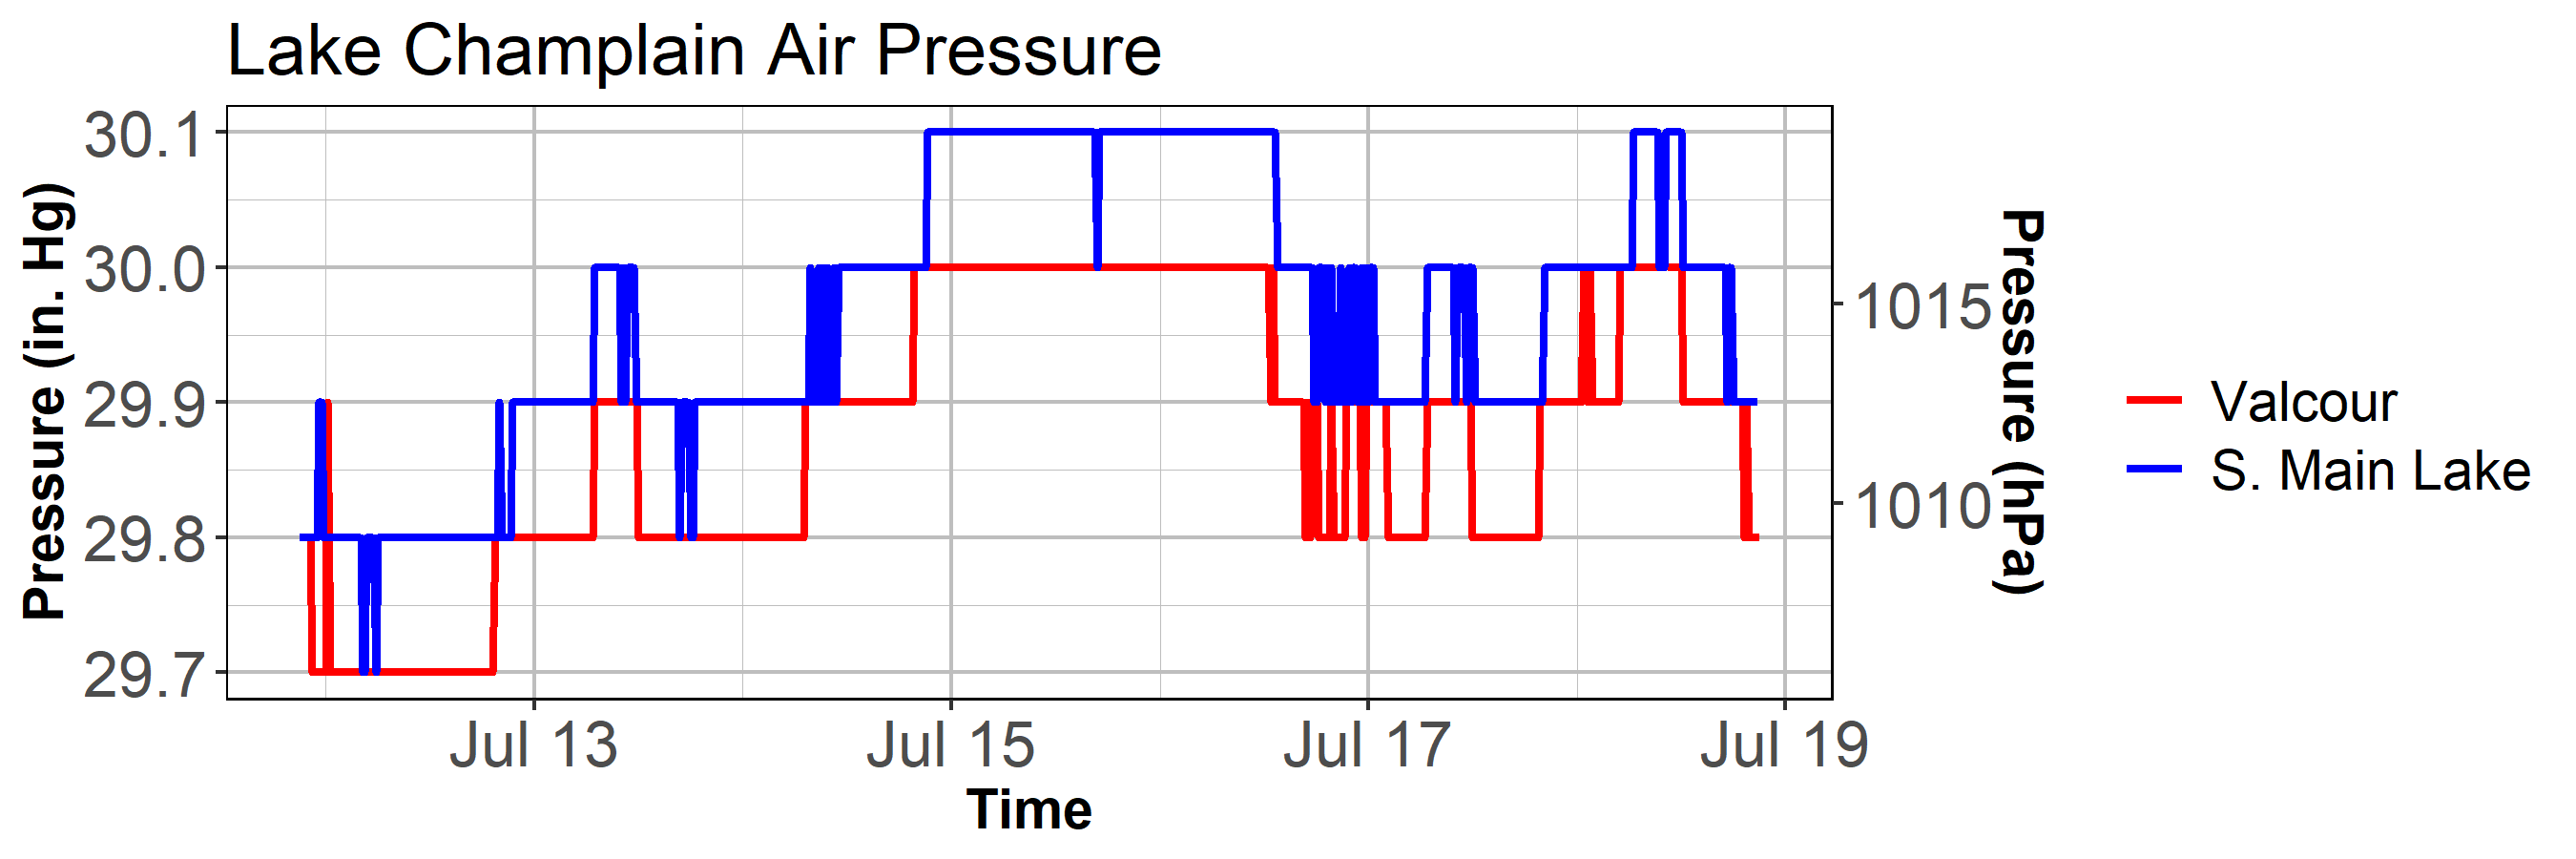 Lake Champlain Air Pressure
Pressure (in. Hg)
30.1
30.0
29.9
29.8
29.7
Jul 13
Jul 15
Jul 17
Jul 19
Time
1015
1010
Pressure (hPa)
Valcour
S. Main Lake